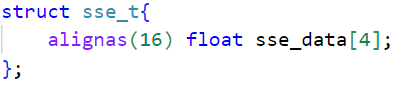 struct sse_t{
    alignas(16) float sse_data[4];
};